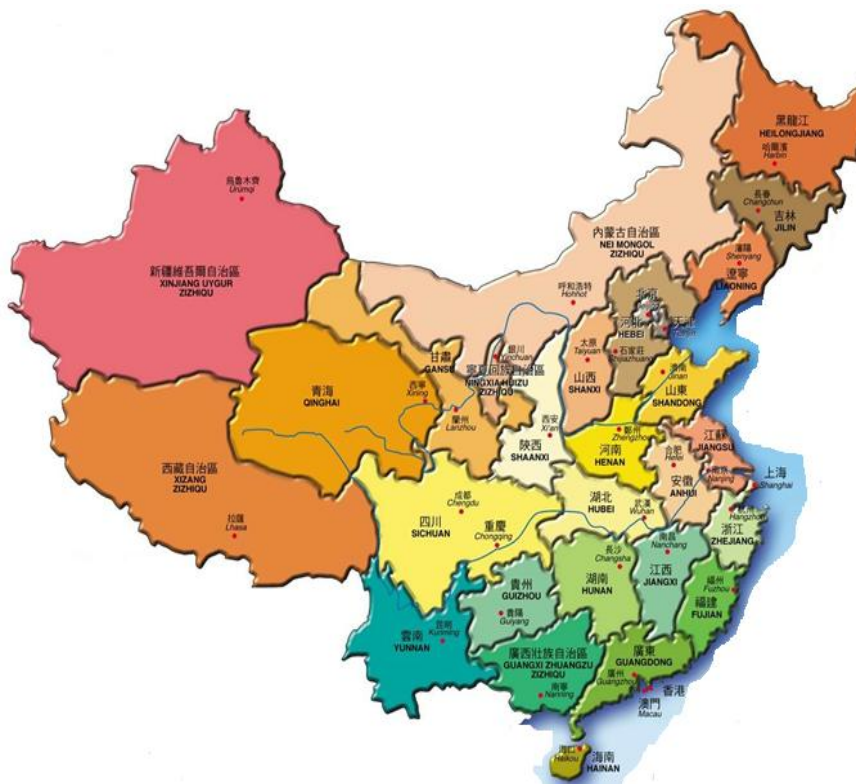 黑龍江
HEILONGJIANG
哈爾濱
Harbin
烏魯木齊
Urumqi
長春
Changchun
吉林
JILIN
內蒙古自治區
NEI MONGOL
ZIZHIQU
瀋陽
Shenyang
遼寧
LIAONING
新疆維吾爾自治區
XINJIANG UYGUR
ZIZHIQU
呼和浩特
Hohhot
北京
天津
河北
HEBEI
石家莊
Shijiazhuang
太原
Taiyuan
山西
SHANXI
銀川
Yinchuan
寧夏回族自治區
NINGXIA HUIZU
ZIZHIQU
甘肅
GANSU
濟南
Jinan
山東
SHANDONG
青海
QINGHAI
西寧
Xining
蘭州
Lanzhou
西安
Xi'an
陝西
SHAANXI
鄭州
Zhengzhou
河南
HENAN
江蘇
JIANGSU
合肥
Hefei
安徽
ANHUI
南京
Nanjing
上海
Shanghai
西藏自治區
XIZANG
ZIZHIQU
拉薩
Lhasa
成都
Chengdu
四川
SICHUAN
重慶
Chongqing
湖北
HUBEI
武漢
Wuhan
杭州
Hangzhou
浙江
ZHEJIANG
長沙
Changsha
湖南
HUNAN
南昌
Nanchang
江西
JIANGXI
貴州
GUIZHOU
貴陽
Guiyang
福州
Fuzhou
福建
FUJIAN
雲南
YUNNAN
昆明
Kunming
廣西壯族自治區
GUANGXI ZHUANGZU
ZIZHIQU
南寧
Nanning
廣東
GUANGDONG
廣州
Guangzhou
香港
澳門
Macau
海口
Haikou
海南
HAINAN